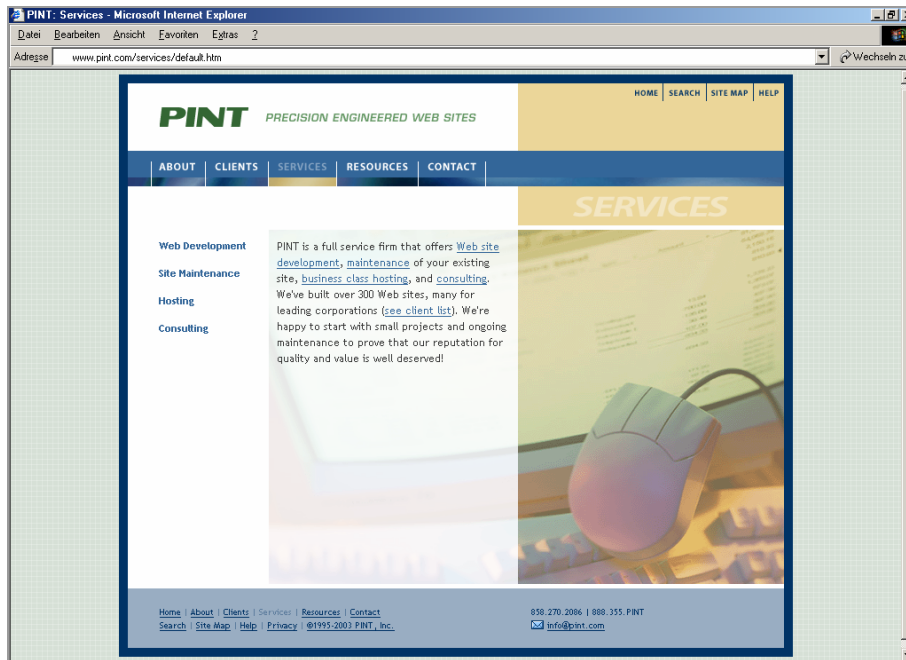 PINT: Services - Microsoft Internet Explorer
Datei Bearbeiten Ansicht Favoriten Extras ?
Adresse www.pint.com/services/default.htm Wechseln zu
HOME SEARCH SITE MAP HELP
PINT PRECISION ENGINEERED WEB SITES
ABOUT CLIENTS SERVICES RESOURCES CONTACT
SERVICES
Web Development
Site Maintenance
Hosting
Consulting
PINT is a full service firm that offers Web site
development, maintenance of your existing
site, business class hosting, and consulting.
We've built over 300 Web sites, many for
leading corporations (see client list). We're
happy to start with small projects and ongoing
maintenance to prove that our reputation for
quality and value is well deserved!
Home | About | Clients | Services | Resources | Contact
Search | Site Map | Help | Privacy | ©1995-2003 PINT, Inc.
858.270.2086 | 888.355.PINT
info@pint.com